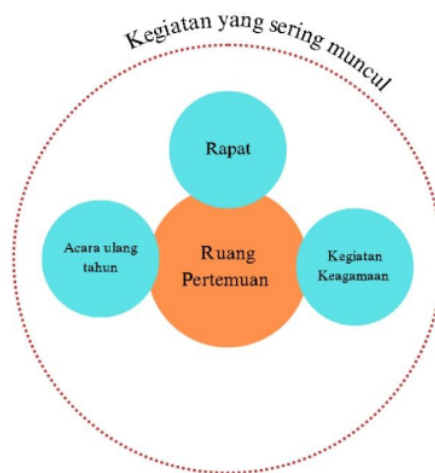 Kegiatan yang sering muncul
Rapat
Acara ulang
tahun
Ruang
Pertemuan
Kegiatan
Keagamaan